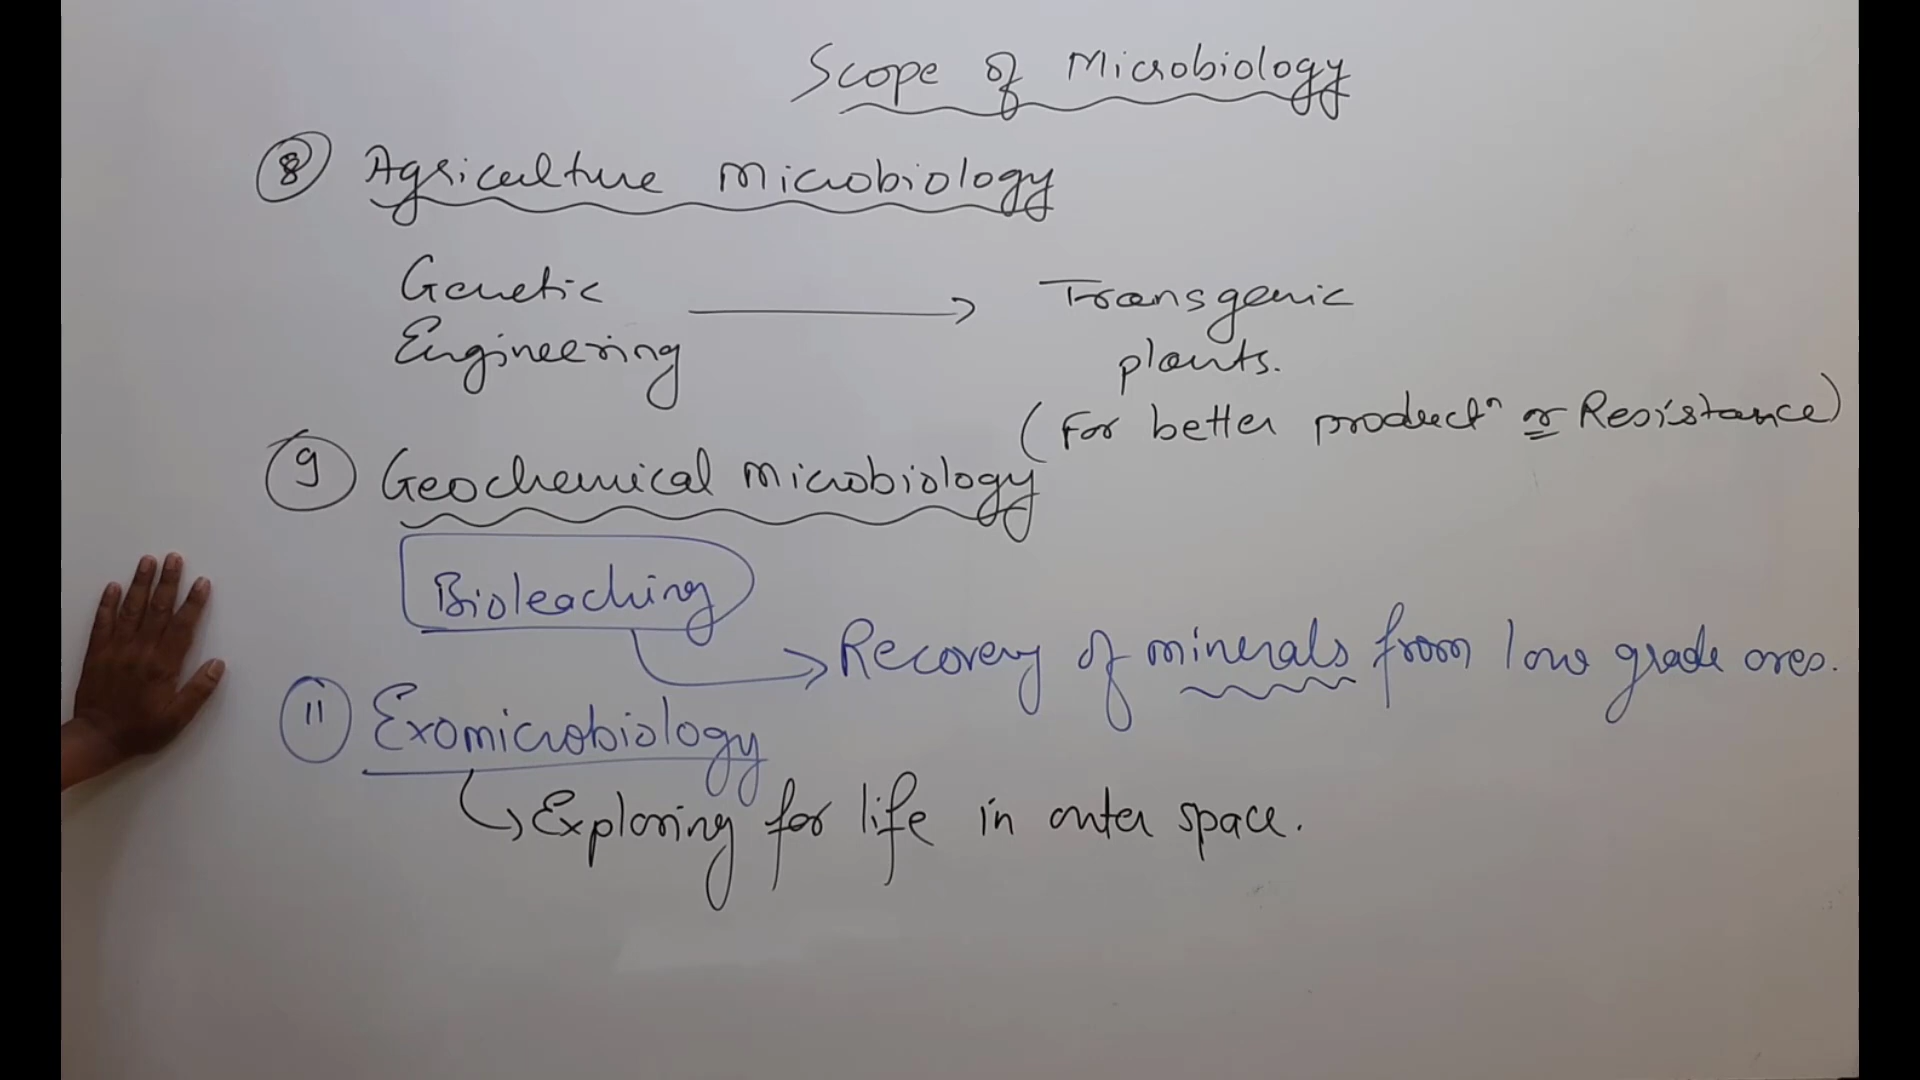 Scope of Microbiology
8 Agriculture Microbiology
Genetic Engineering → Transgenic plants.
(For better productⁿ or Resistance)
9 Geochemical microbiology
Bioleaching
→ Recovery of minerals from low grade ores.
11 Exomicrobiology
→ Exploring for life in outer space.